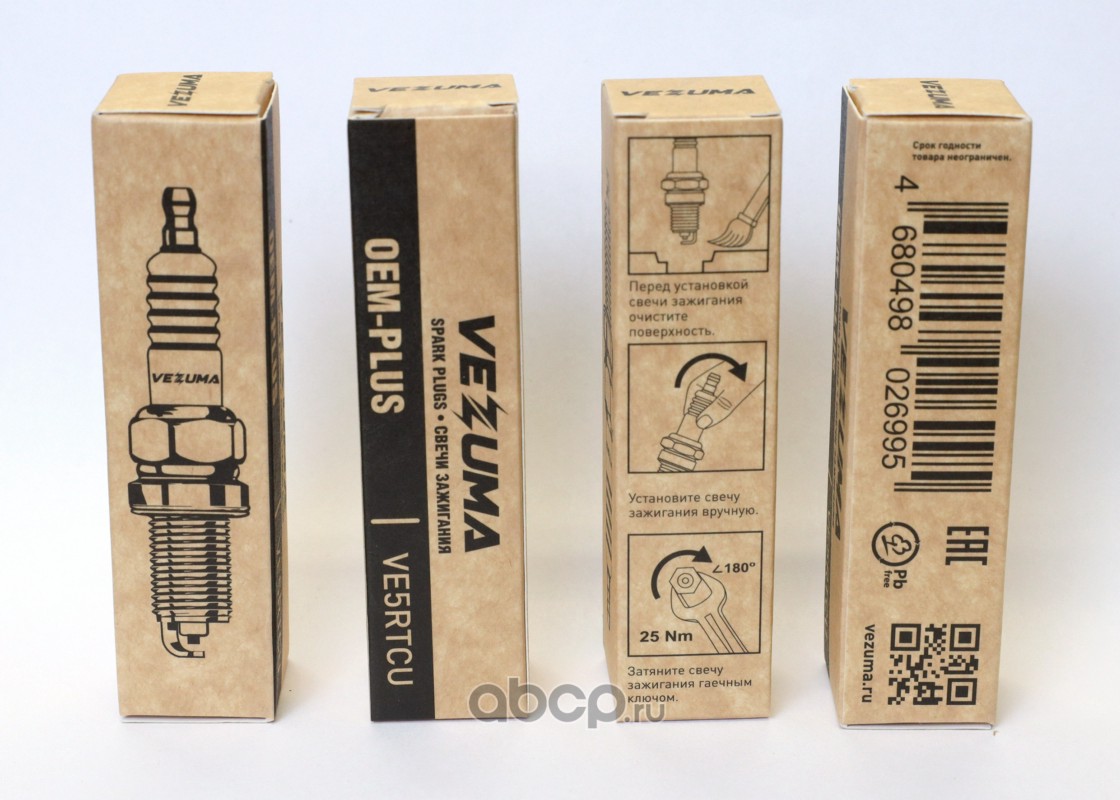 VEZUMA
VEZUMA
VEZUMA
OEM-PLUS | VE5RTCU
VEZUMA
SPARK PLUGS • СВЕЧИ ЗАЖИГАНИЯ
VEZUMA
Перед установкой
свечи зажигания
очистите
поверхность.
Установите свечу
зажигания вручную.
∠180°
25 Nm
Затяните свечу
зажигания гаечным
ключом.
VEZUMA
Срок годности
товара неограничен.
4 680498 026995
EAC
Pb
free
vezuma.ru
abcp.ru